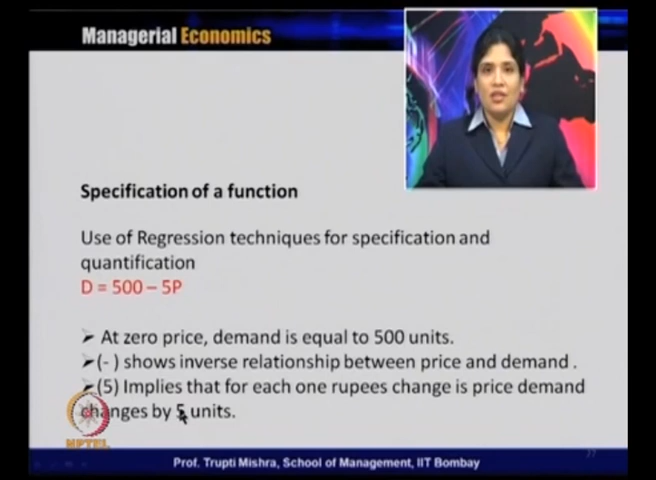 Managerial Economics
Specification of a function
Use of Regression techniques for specification and
quantification
D = 500 – 5P
➢ At zero price, demand is equal to 500 units.
➢ (- ) shows inverse relationship between price and demand .
➢ (5) Implies that for each one rupees change is price demand
changes by 5 units.
NPTEL
77
Prof. Trupti Mishra, School of Management, IIT Bombay